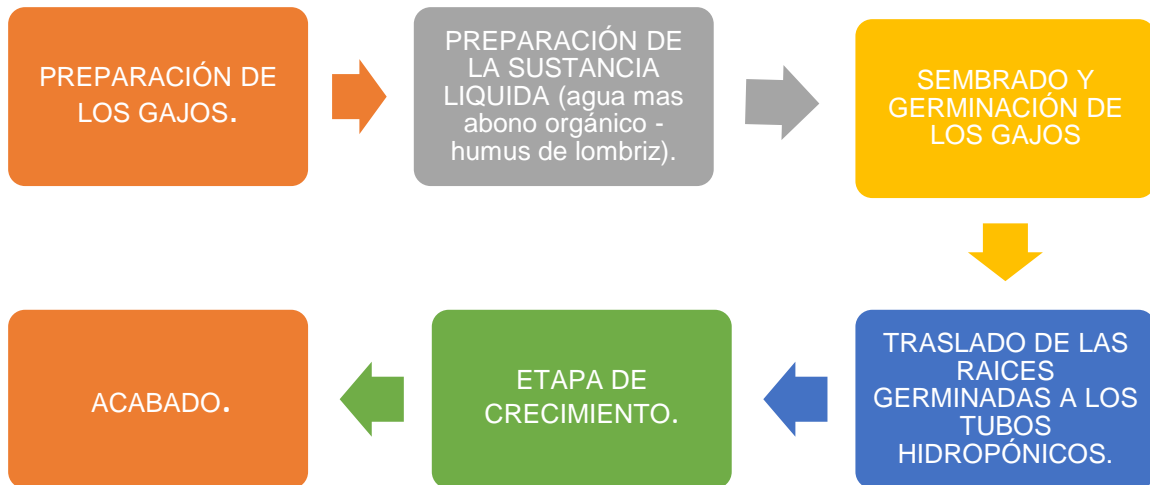 PREPARACIÓN DE
LOS GAJOS.
PREPARACIÓN DE
LA SUSTANCIA
LIQUIDA (agua mas
abono orgánico -
humus de lombriz).
SEMBRADO Y
GERMINACIÓN DE
LOS GAJOS
TRASLADO DE LAS
RAICES
GERMINADAS A LOS
TUBOS
HIDROPÓNICOS.
ETAPA DE
CRECIMIENTO.
ACABADO.